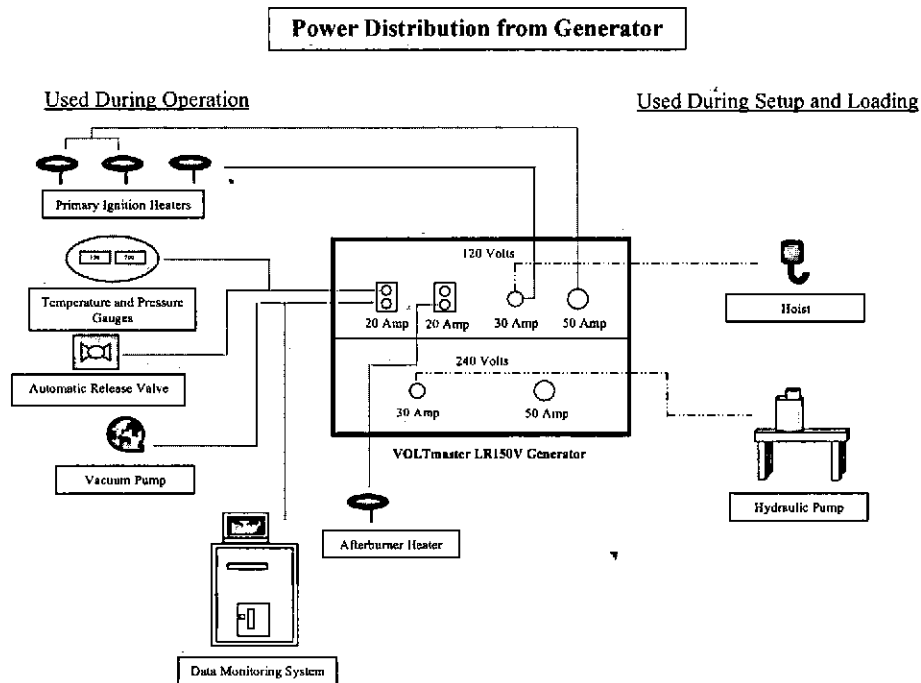 Power Distribution from Generator
Used During Operation
Used During Setup and Loading
Primary Ignition Heaters
Temperature and Pressure
Gauges
Automatic Release Valve
Vacuum Pump
Data Monitoring System
Afterburner Heater
120 Volts
20 Amp
20 Amp
30 Amp
50 Amp
240 Volts
30 Amp
50 Amp
VOLTmaster LR150V Generator
Hoist
Hydraulic Pump